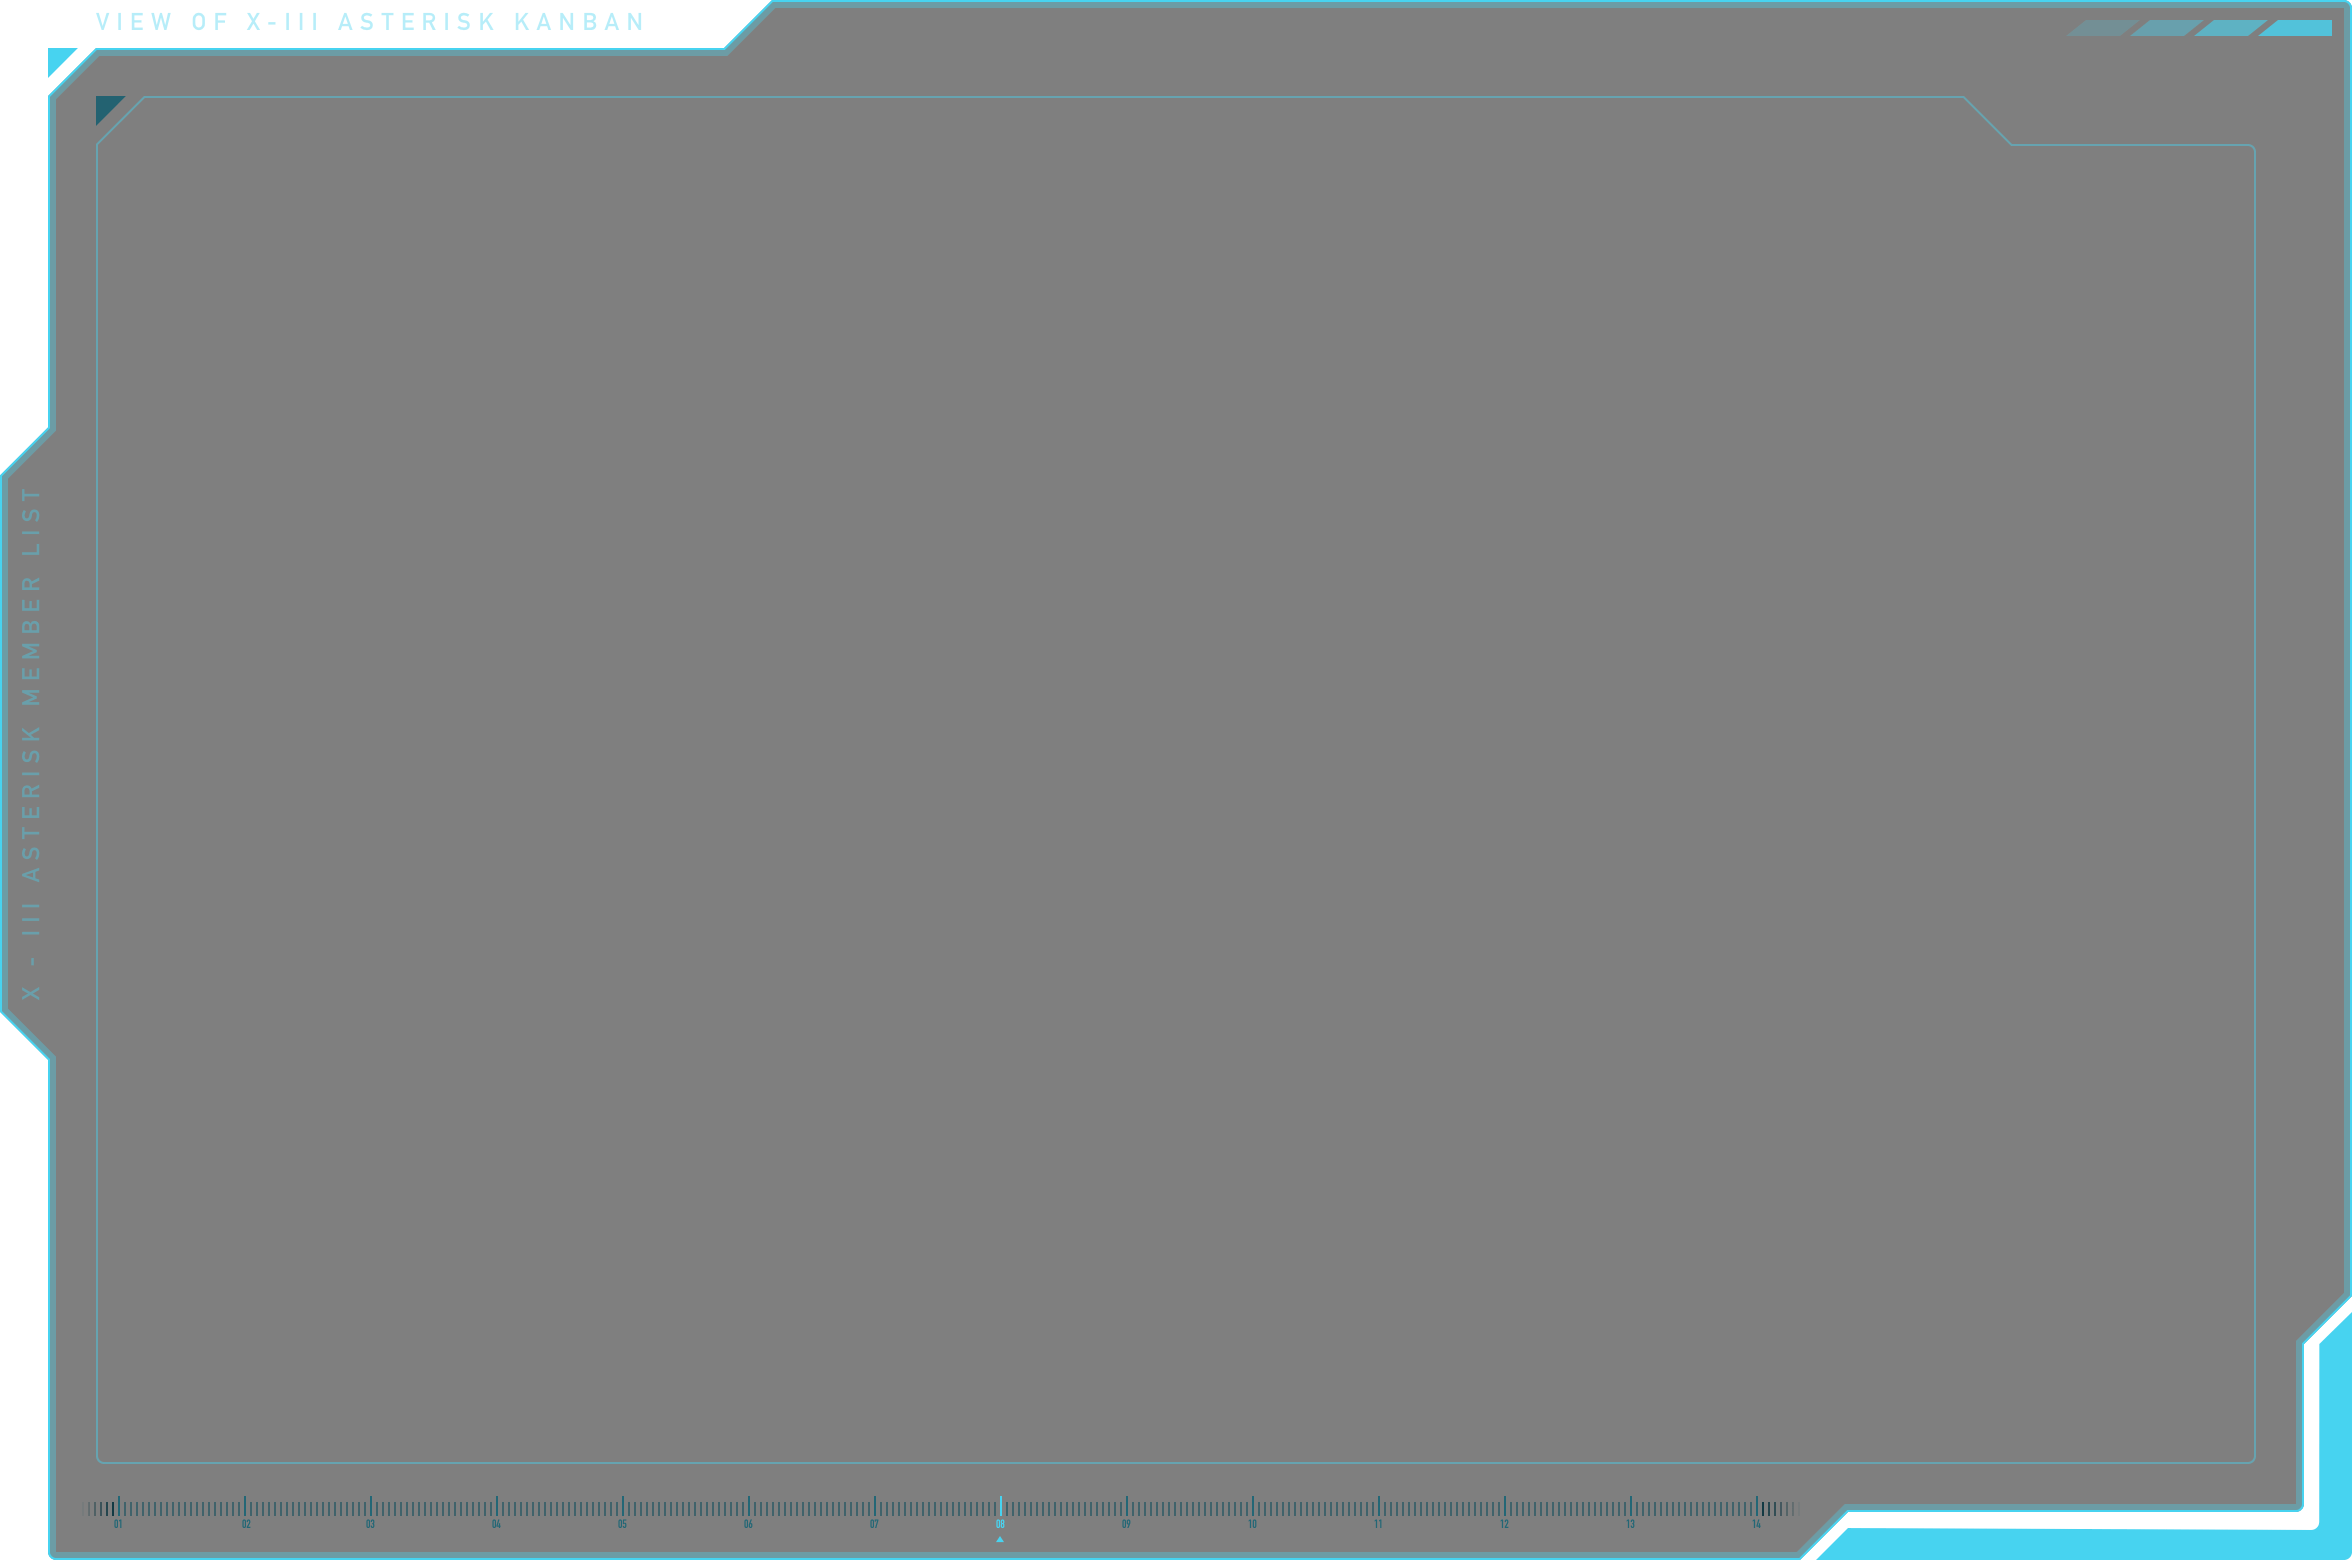 VIEW OF X-III ASTERISK KANBAN
X - III ASTERISK MEMBER LIST
01 02 03 04 05 06 07 08 09 10 11 12 13 14